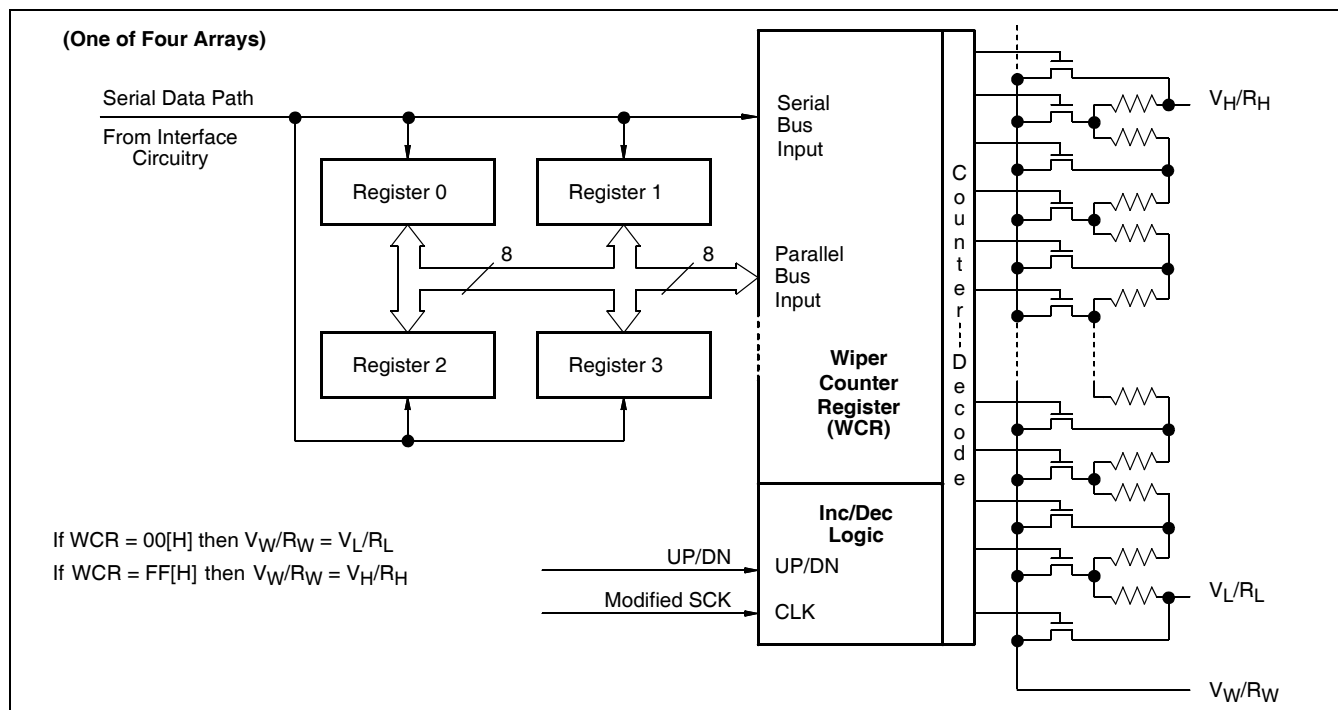 (One of Four Arrays)
Serial Data Path
From Interface
Circuitry
Register 0
Register 1
8
8
Register 2
Register 3
Serial
Bus
Input
Parallel
Bus
Input
Wiper
Counter
Register
(WCR)
Counter Decode
Inc/Dec
Logic
UP/DN
UP/DN
Modified SCK
CLK
If WCR = 00[H] then VW/RW = VL/RL
If WCR = FF[H] then VW/RW = VH/RH
VH/RH
VL/RL
VW/RW